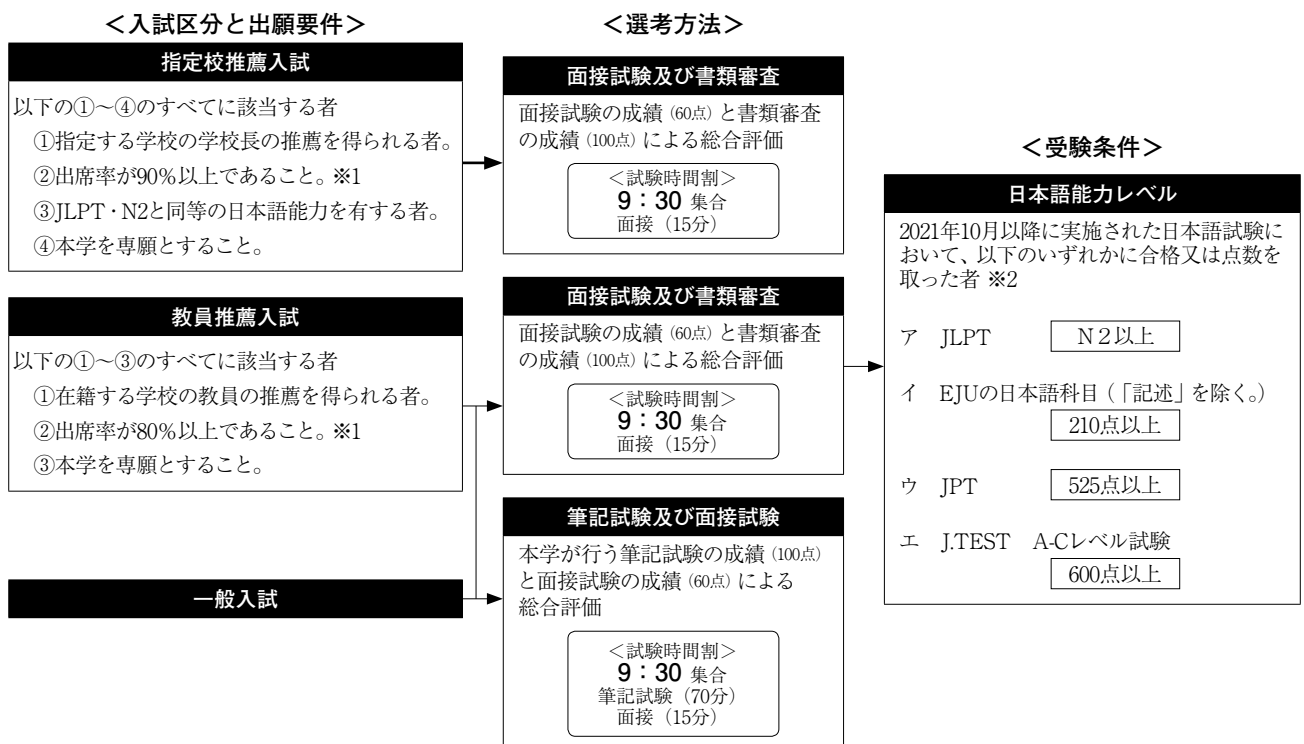 ＜入試区分と出願要件＞
指定校推薦入試
以下の①～④のすべてに該当する者
①指定する学校の学校長の推薦を得られる者。
②出席率が90％以上であること。※1
③JLPT・N2と同等の日本語能力を有する者。
④本学を専願とすること。
教員推薦入試
以下の①～③のすべてに該当する者
①在籍する学校の教員の推薦を得られる者。
②出席率が80％以上であること。※1
③本学を専願とすること。
一般入試
＜選考方法＞
面接試験及び書類審査
面接試験の成績（60点）と書類審査
の成績（100点）による総合評価
＜試験時間割＞
9：30 集合
面接（15分）
面接試験及び書類審査
面接試験の成績（60点）と書類審査
の成績（100点）による総合評価
＜試験時間割＞
9：30 集合
面接（15分）
筆記試験及び面接試験
本学が行う筆記試験の成績（100点）
と面接試験の成績（60点）による
総合評価
＜試験時間割＞
9：30 集合
筆記試験（70分）
面接（15分）
＜受験条件＞
日本語能力レベル
2021年10月以降に実施された日本語試験に
おいて、以下のいずれかに合格又は点数を
取った者 ※2
ア JLPT N２以上
イ EJUの日本語科目（「記述」を除く。）
210点以上
ウ JPT 525点以上
エ J.TEST A-Cレベル試験
600点以上